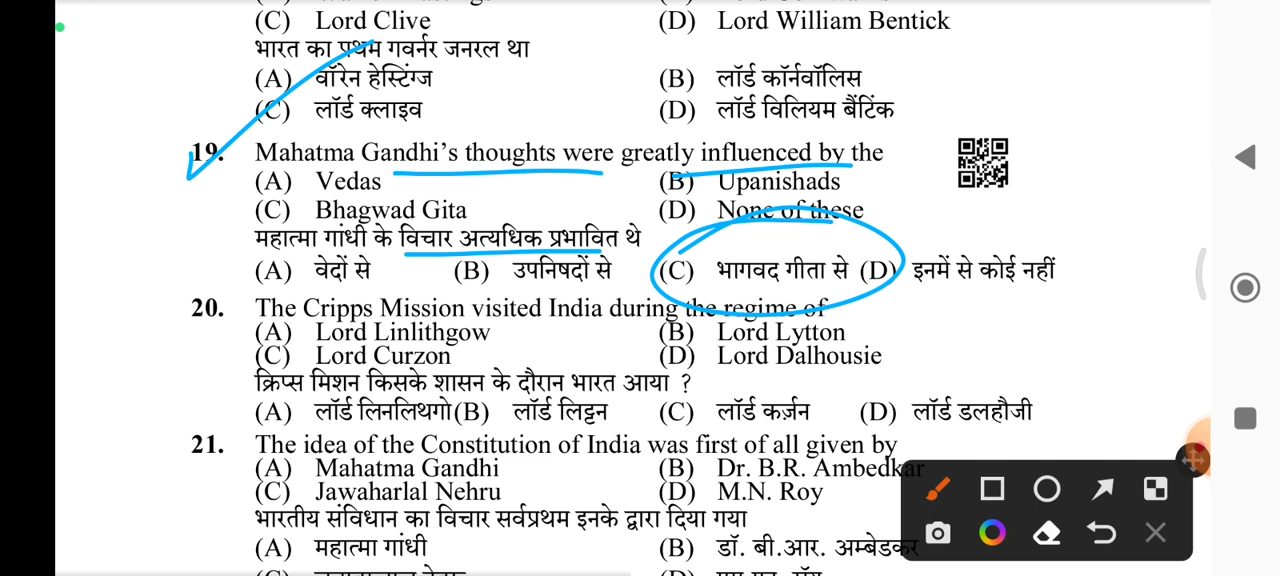 (C) Lord Clive (D) Lord William Bentick
भारत का प्रथम गवर्नर जनरल था
(A) वॉरेन हेस्टिंग्ज (B) लॉर्ड कॉर्नवॉलिस
(C) लॉर्ड क्लाइव (D) लॉर्ड विलियम बैंटिंक
19. Mahatma Gandhi's thoughts were greatly influenced by the
(A) Vedas (B) Upanishads
(C) Bhagwad Gita (D) None of these
महात्मा गांधी के विचार अत्यधिक प्रभावित थे
(A) वेदों से (B) उपनिषदों से (C) भागवद गीता से (D) इनमें से कोई नहीं
20. The Cripps Mission visited India during the regime of
(A) Lord Linlithgow (B) Lord Lytton
(C) Lord Curzon (D) Lord Dalhousie
क्रिप्स मिशन किसके शासन के दौरान भारत आया ?
(A) लॉर्ड लिनलिथगो (B) लॉर्ड लिट्टन (C) लॉर्ड कर्ज़न (D) लॉर्ड डलहौजी
21. The idea of the Constitution of India was first of all given by
(A) Mahatma Gandhi (B) Dr. B.R. Ambedkar
(C) Jawaharlal Nehru (D) M.N. Roy
भारतीय संविधान का विचार सर्वप्रथम इनके द्वारा दिया गया
(A) महात्मा गांधी (B) डॉ. बी.आर. अम्बेडकर